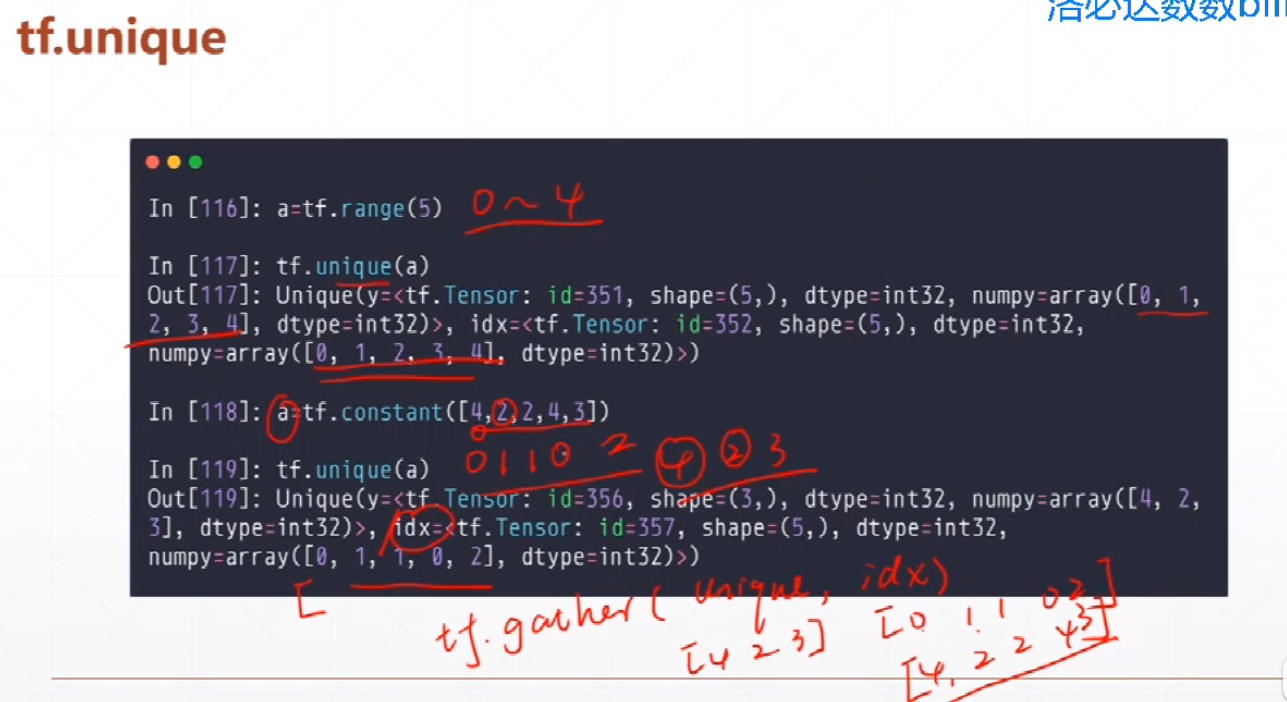 洛必达数数bili
tf.unique
In [116]: a=tf.range(5) 0~4
In [117]: tf.unique(a)
Out[117]: Unique(y=<tf.Tensor: id=351, shape=(5,), dtype=int32, numpy=array([0, 1,
2, 3, 4], dtype=int32)>, idx=<tf.Tensor: id=352, shape=(5,), dtype=int32,
numpy=array([0, 1, 2, 3, 4], dtype=int32)>)
In [118]: a=tf.constant([4,2,2,4,3])
0
0 1 1 0 2 4 2 3
In [119]: tf.unique(a)
Out[119]: Unique(y=<tf.Tensor: id=356, shape=(3,), dtype=int32, numpy=array([4, 2,
3], dtype=int32)>, idx=<tf.Tensor: id=357, shape=(5,), dtype=int32,
numpy=array([0, 1, 1, 0, 2], dtype=int32)>)
[ tf.gather( unique, idx)
[4 2 3] [0 1 1 0 2]
[4, 2 2 4 3]